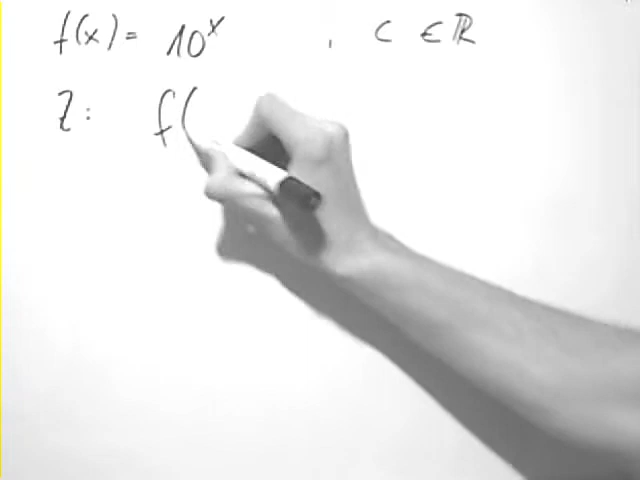 f(x) = 10^x , c ∈ ℝ
Z: f(